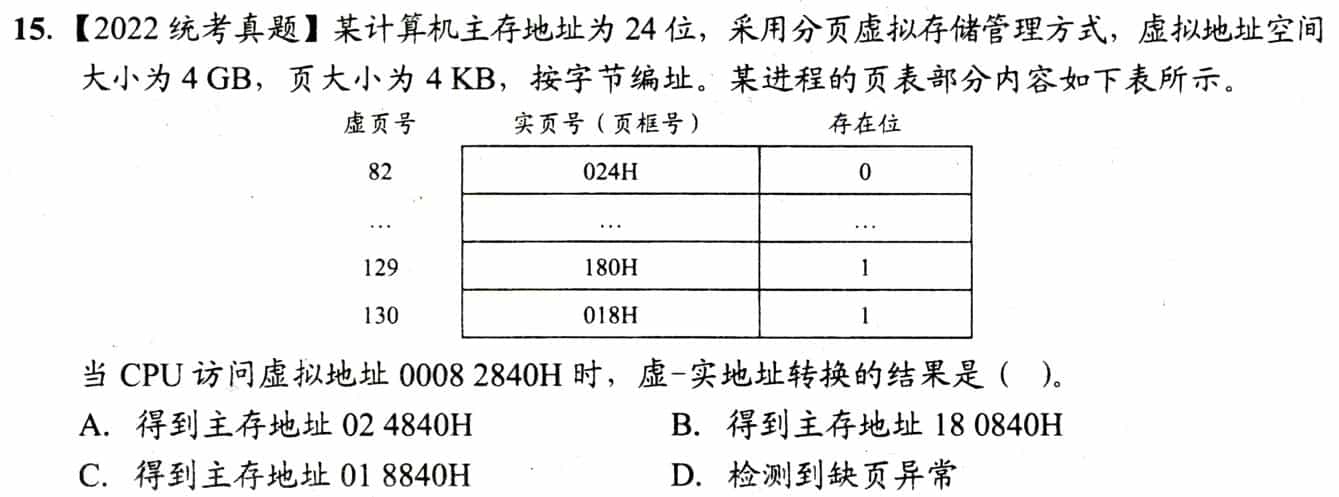 15.【2022 统考真题】某计算机主存地址为 24 位，采用分页虚拟存储管理方式，虚拟地址空间
大小为 4 GB，页大小为 4 KB，按字节编址。某进程的页表部分内容如下表所示。
虚页号 实页号（页框号） 存在位
82 024H 0
… … …
129 180H 1
130 018H 1
当 CPU 访问虚拟地址 0008 2840H 时，虚-实地址转换的结果是（ ）。
A. 得到主存地址 02 4840H B. 得到主存地址 18 0840H
C. 得到主存地址 01 8840H D. 检测到缺页异常